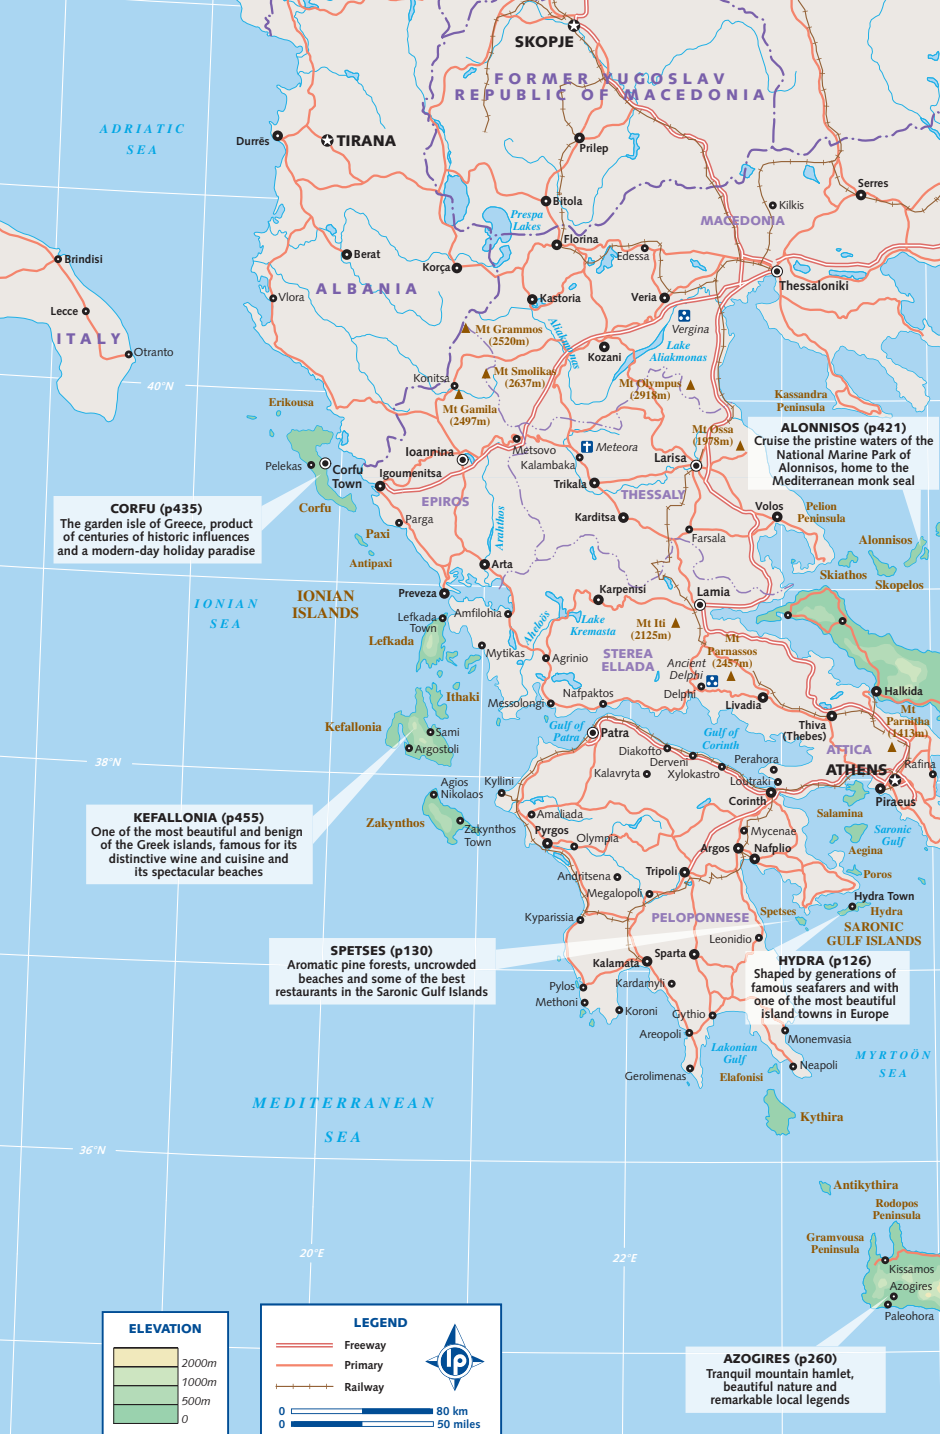 SKOPJE
FORMER YUGOSLAV
REPUBLIC OF MACEDONIA
ADRIATIC
SEA
Durrës
TIRANA
Prilep
Serres
Bitola
Kilkis
Prespa
Lakes
MACEDONIA
Florina
Edessa
Brindisi
Berat
Korça
Thessaloniki
ALBANIA
Vlora
Kastoria
Veria
Lecce
ITALY
Otranto
Mt Grammos
(2520m)
Aliakmonas
Vergina
Kozani
Lake
Aliakmonas
40°N
Konitsa
Mt Smolikas
(2637m)
Mt Olympus
(2918m)
Kassandra
Peninsula
Erikousa
Mt Gamila
(2497m)
Mt Ossa
(1978m)
ALONNISOS (p421)
Cruise the pristine waters of the
National Marine Park of
Alonnisos, home to the
Mediterranean monk seal
Metsovo
Meteora
Ioannina
Kalambaka
Larisa
Pelekas
Corfu
Town
Igoumenitsa
Trikala
EPIROS
THESSALY
CORFU (p435)
The garden isle of Greece, product
of centuries of historic influences
and a modern-day holiday paradise
Corfu
Parga
Arahthos
Karditsa
Volos
Pelion
Peninsula
Paxi
Antipaxi
Farsala
Alonnisos
Arta
Skiathos
Skopelos
IONIAN
ISLANDS
Preveza
Karpenisi
Lamia
IONIAN
SEA
Lefkada
Town
Amfilohia
Aheloös
Lake
Kremasta
Mt Iti
(2125m)
Lefkada
Mytikas
Agrinio
STEREA
ELLADA
Mt
Parnassos
(2457m)
Ancient
Delphi
Delphi
Ithaki
Messolongi
Nafpaktos
Livadia
Halkida
Mt
Parnitha
(1413m)
Kefallonia
Sami
Argostoli
Gulf of
Patra
Patra
Gulf of
Corinth
Thiva
(Thebes)
Diakofto
Derveni
Xylokastro
Perahora
ATTICA
ATHENS
Rafina
38°N
Kalavryta
Loutraki
Agios
Nikolaos
Kyllini
Corinth
Piraeus
KEFALLONIA (p455)
One of the most beautiful and benign
of the Greek islands, famous for its
distinctive wine and cuisine and
its spectacular beaches
Zakynthos
Zakynthos
Town
Amaliada
Pyrgos
Olympia
Mycenae
Salamina
Saronic
Gulf
Argos
Nafplio
Aegina
Andritsena
Tripoli
Poros
Megalopoli
Hydra Town
Kyparissia
PELOPONNESE
Spetses
Hydra
SARONIC
GULF ISLANDS
SPETSES (p130)
Aromatic pine forests, uncrowded
beaches and some of the best
restaurants in the Saronic Gulf Islands
Leonidio
Sparta
Kalamata
HYDRA (p126)
Shaped by generations of
famous seafarers and with
one of the most beautiful
island towns in Europe
Pylos
Kardamyli
Methoni
Koroni
Gythio
Areopoli
Monemvasia
Lakonian
Gulf
MYRTOÖN
SEA
Gerolimenas
Elafonisi
Neapoli
MEDITERRANEAN
SEA
Kythira
36°N
Antikythira
Rodopos
Peninsula
Gramvousa
Peninsula
20°E
22°E
Kissamos
Azogires
Paleohora
AZOGIRES (p260)
Tranquil mountain hamlet,
beautiful nature and
remarkable local legends
ELEVATION
2000m
1000m
500m
0
LEGEND
Freeway
Primary
Railway
lp
0 80 km
0 50 miles